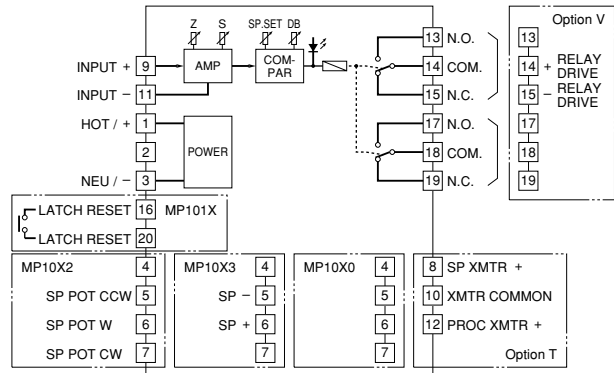 Z S SP.SET DB
INPUT + 9 AMP COM-
PAR
INPUT − 11
HOT / + 1
2 POWER
NEU / − 3
13 N.O.
14 COM.
15 N.C.
17 N.O.
18 COM.
19 N.C.
Option V
13
14 + RELAY
DRIVE
15 − RELAY
DRIVE
17
18
19
LATCH RESET 16 MP101X
LATCH RESET 20
MP10X2 4
SP POT CCW 5
SP POT W 6
SP POT CW 7
MP10X3 4
SP − 5
SP + 6
7
MP10X0 4
5
6
7
8 SP XMTR +
10 XMTR COMMON
12 PROC XMTR +
Option T